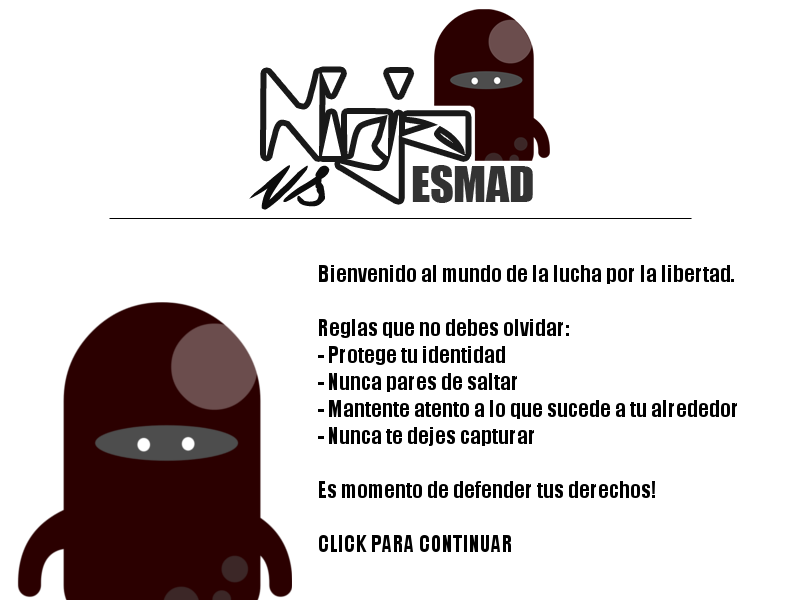 Ninja
VS ESMAD
Bienvenido al mundo de la lucha por la libertad.
Reglas que no debes olvidar:
- Protege tu identidad
- Nunca pares de saltar
- Mantente atento a lo que sucede a tu alrededor
- Nunca te dejes capturar
Es momento de defender tus derechos!
CLICK PARA CONTINUAR